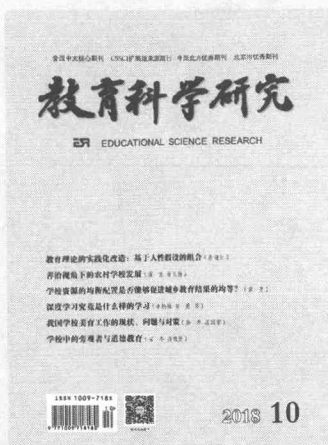 全国中文核心期刊 CSSCI扩展版来源期刊 中国北方优秀期刊 北京市优秀期刊
教育科学研究
ESR EDUCATIONAL SCIENCE RESEARCH
教育理论的实践化改造：基于人性假设的组合
善治视角下的农村学校发展
学校资源的均衡配置是否能够促进城乡教育结果的均等？
深度学习究竟是什么样的学习
我国学校美育工作的现状、问题与对策
学校中的旁观者与道德教育
ISSN 1009-718X
2018 10